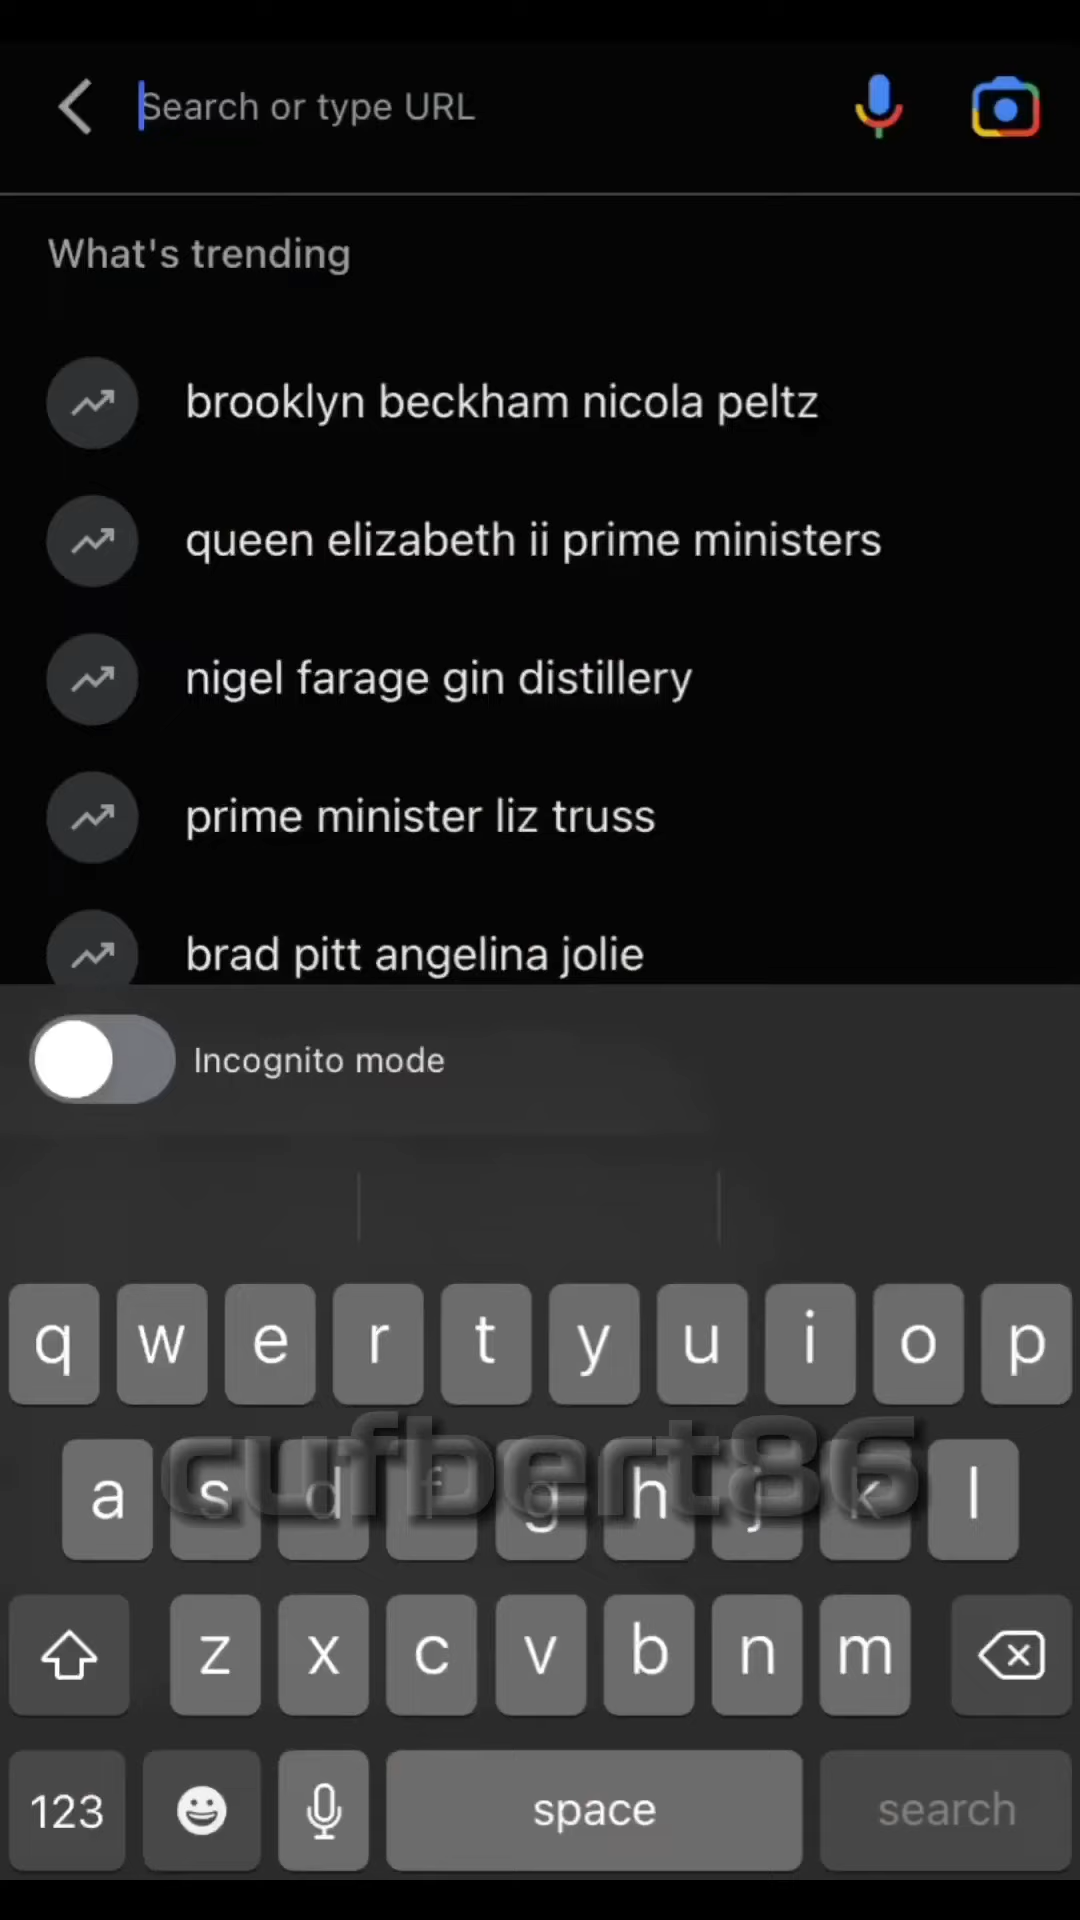 Search or type URL
What's trending
brooklyn beckham nicola peltz
queen elizabeth ii prime ministers
nigel farage gin distillery
prime minister liz truss
brad pitt angelina jolie
Incognito mode
q w e r t y u i o p
cufbert86
a s d f g h j k l
z x c v b n m
123 space search